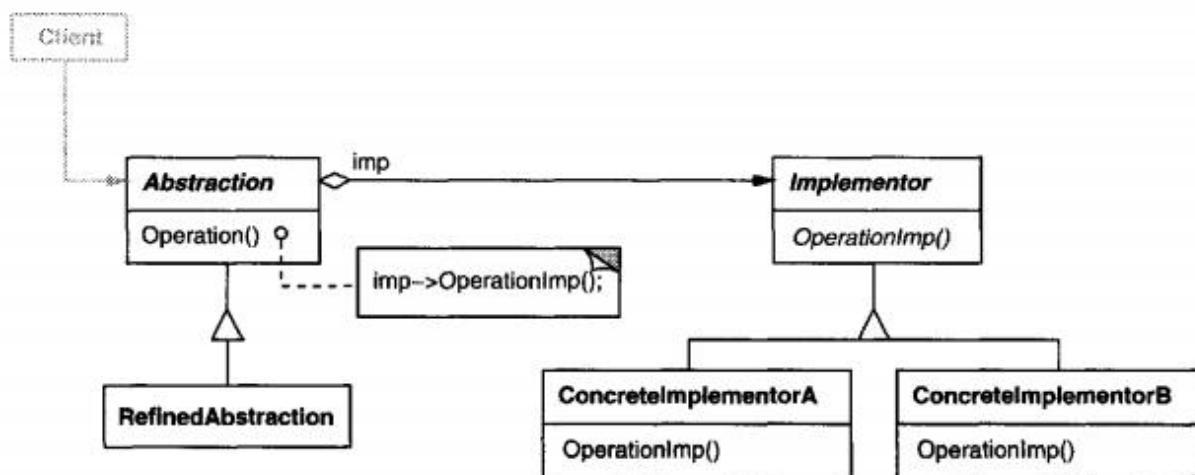 Client
imp
Abstraction
Implementor
Operation()
OperationImp()
imp->OperationImp();
RefinedAbstraction
ConcreteImplementorA
ConcreteImplementorB
OperationImp()
OperationImp()